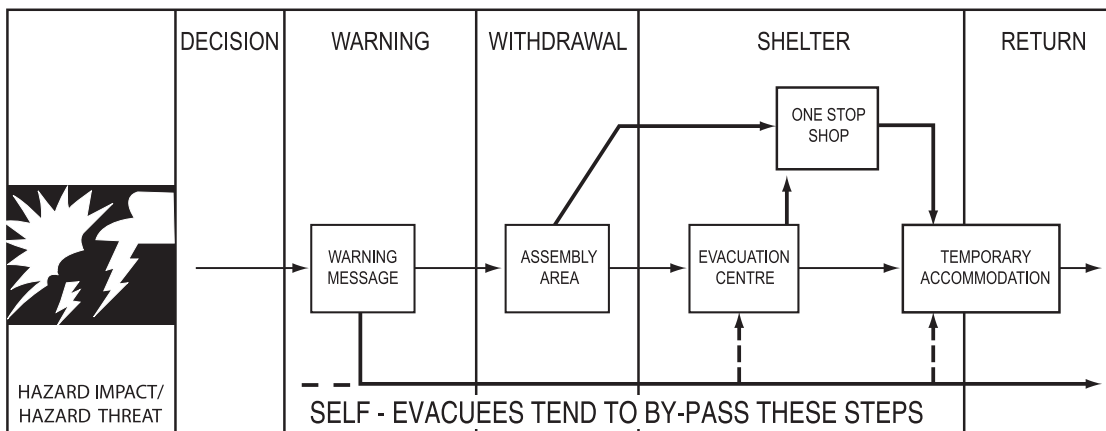 DECISION
WARNING
WITHDRAWAL
SHELTER
RETURN
ONE STOP
SHOP
WARNING
MESSAGE
ASSEMBLY
AREA
EVACUATION
CENTRE
TEMPORARY
ACCOMMODATION
HAZARD IMPACT/
HAZARD THREAT
SELF - EVACUEES TEND TO BY-PASS THESE STEPS